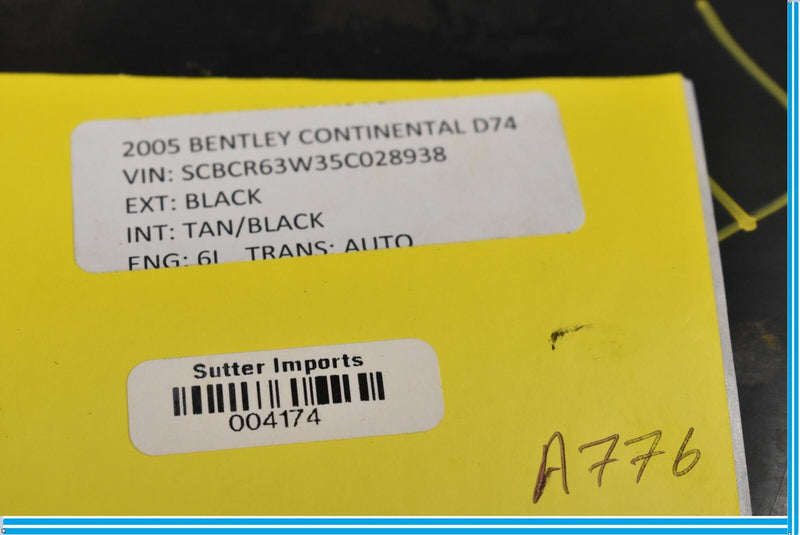 2005 BENTLEY CONTINENTAL D74
VIN: SCBCR63W35C028938
EXT: BLACK
INT: TAN/BLACK
ENG: 6L TRANS: AUTO
Sutter Imports
004174
A776